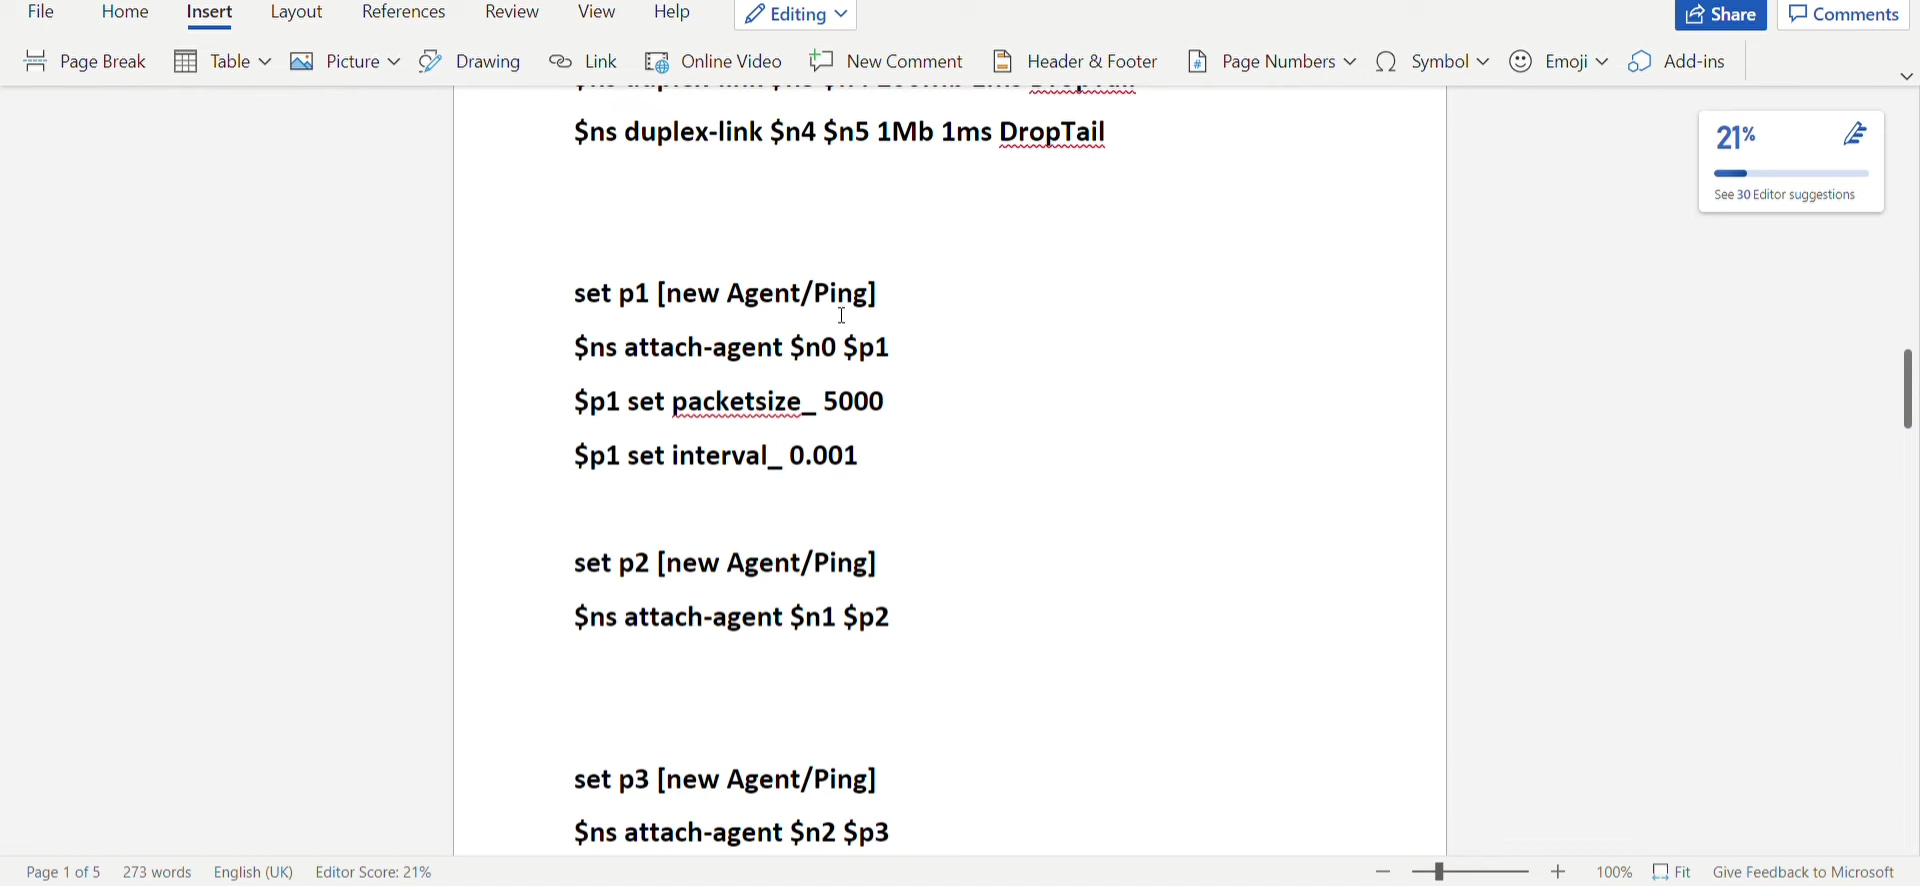 File Home Insert Layout References Review View Help Editing Share Comments
Page Break Table Picture Drawing Link Online Video New Comment Header & Footer Page Numbers Symbol Emoji Add-ins
$ns duplex-link $n4 $n5 1Mb 1ms DropTail
21%
See 30 Editor suggestions
set p1 [new Agent/Ping]
$ns attach-agent $n0 $p1
$p1 set packetsize_ 5000
$p1 set interval_ 0.001
set p2 [new Agent/Ping]
$ns attach-agent $n1 $p2
set p3 [new Agent/Ping]
$ns attach-agent $n2 $p3
Page 1 of 5 273 words English (UK) Editor Score: 21% 100% Fit Give Feedback to Microsoft